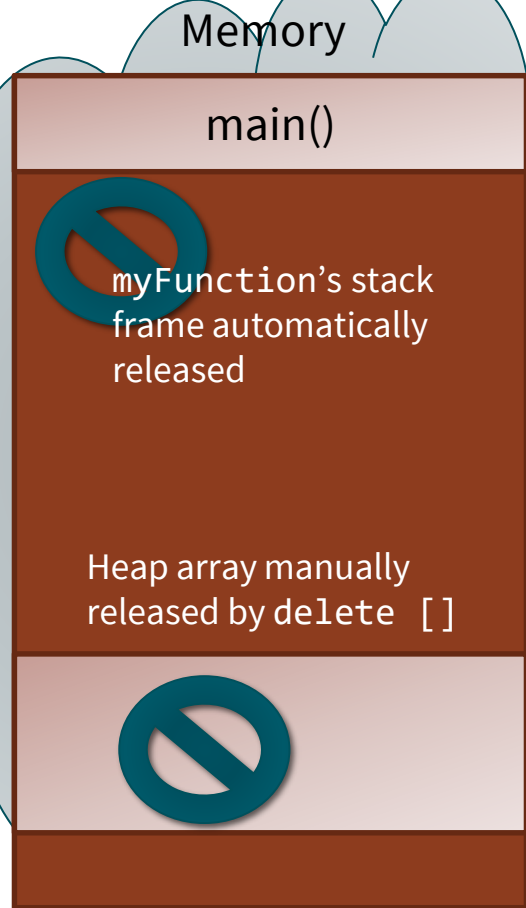 Memory
main()
myFunction’s stack
frame automatically
released
Heap array manually
released by delete []